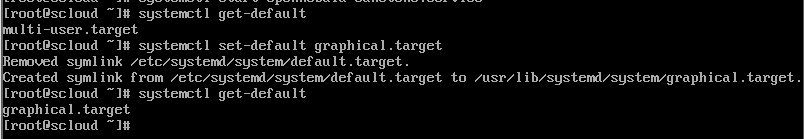 [root@scloud ~]# systemctl get-default
multi-user.target
[root@scloud ~]# systemctl set-default graphical.target
Removed symlink /etc/systemd/system/default.target.
Created symlink from /etc/systemd/system/default.target to /usr/lib/systemd/system/graphical.target.
[root@scloud ~]# systemctl get-default
graphical.target
[root@scloud ~]#